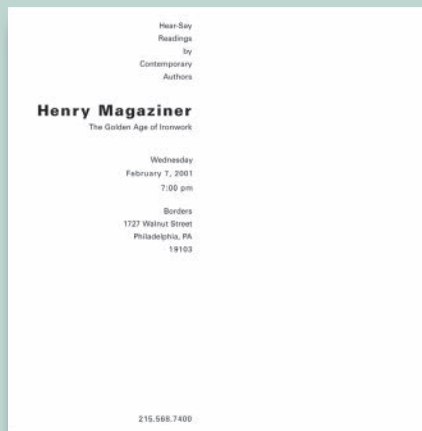 Hear-Say
Readings
by
Contemporary
Authors
Henry Magaziner
The Golden Age of Ironwork
Wednesday
February 7, 2001
7:00 pm
Borders
1727 Walnut Street
Philadelphia, PA
19103
215.568.7400